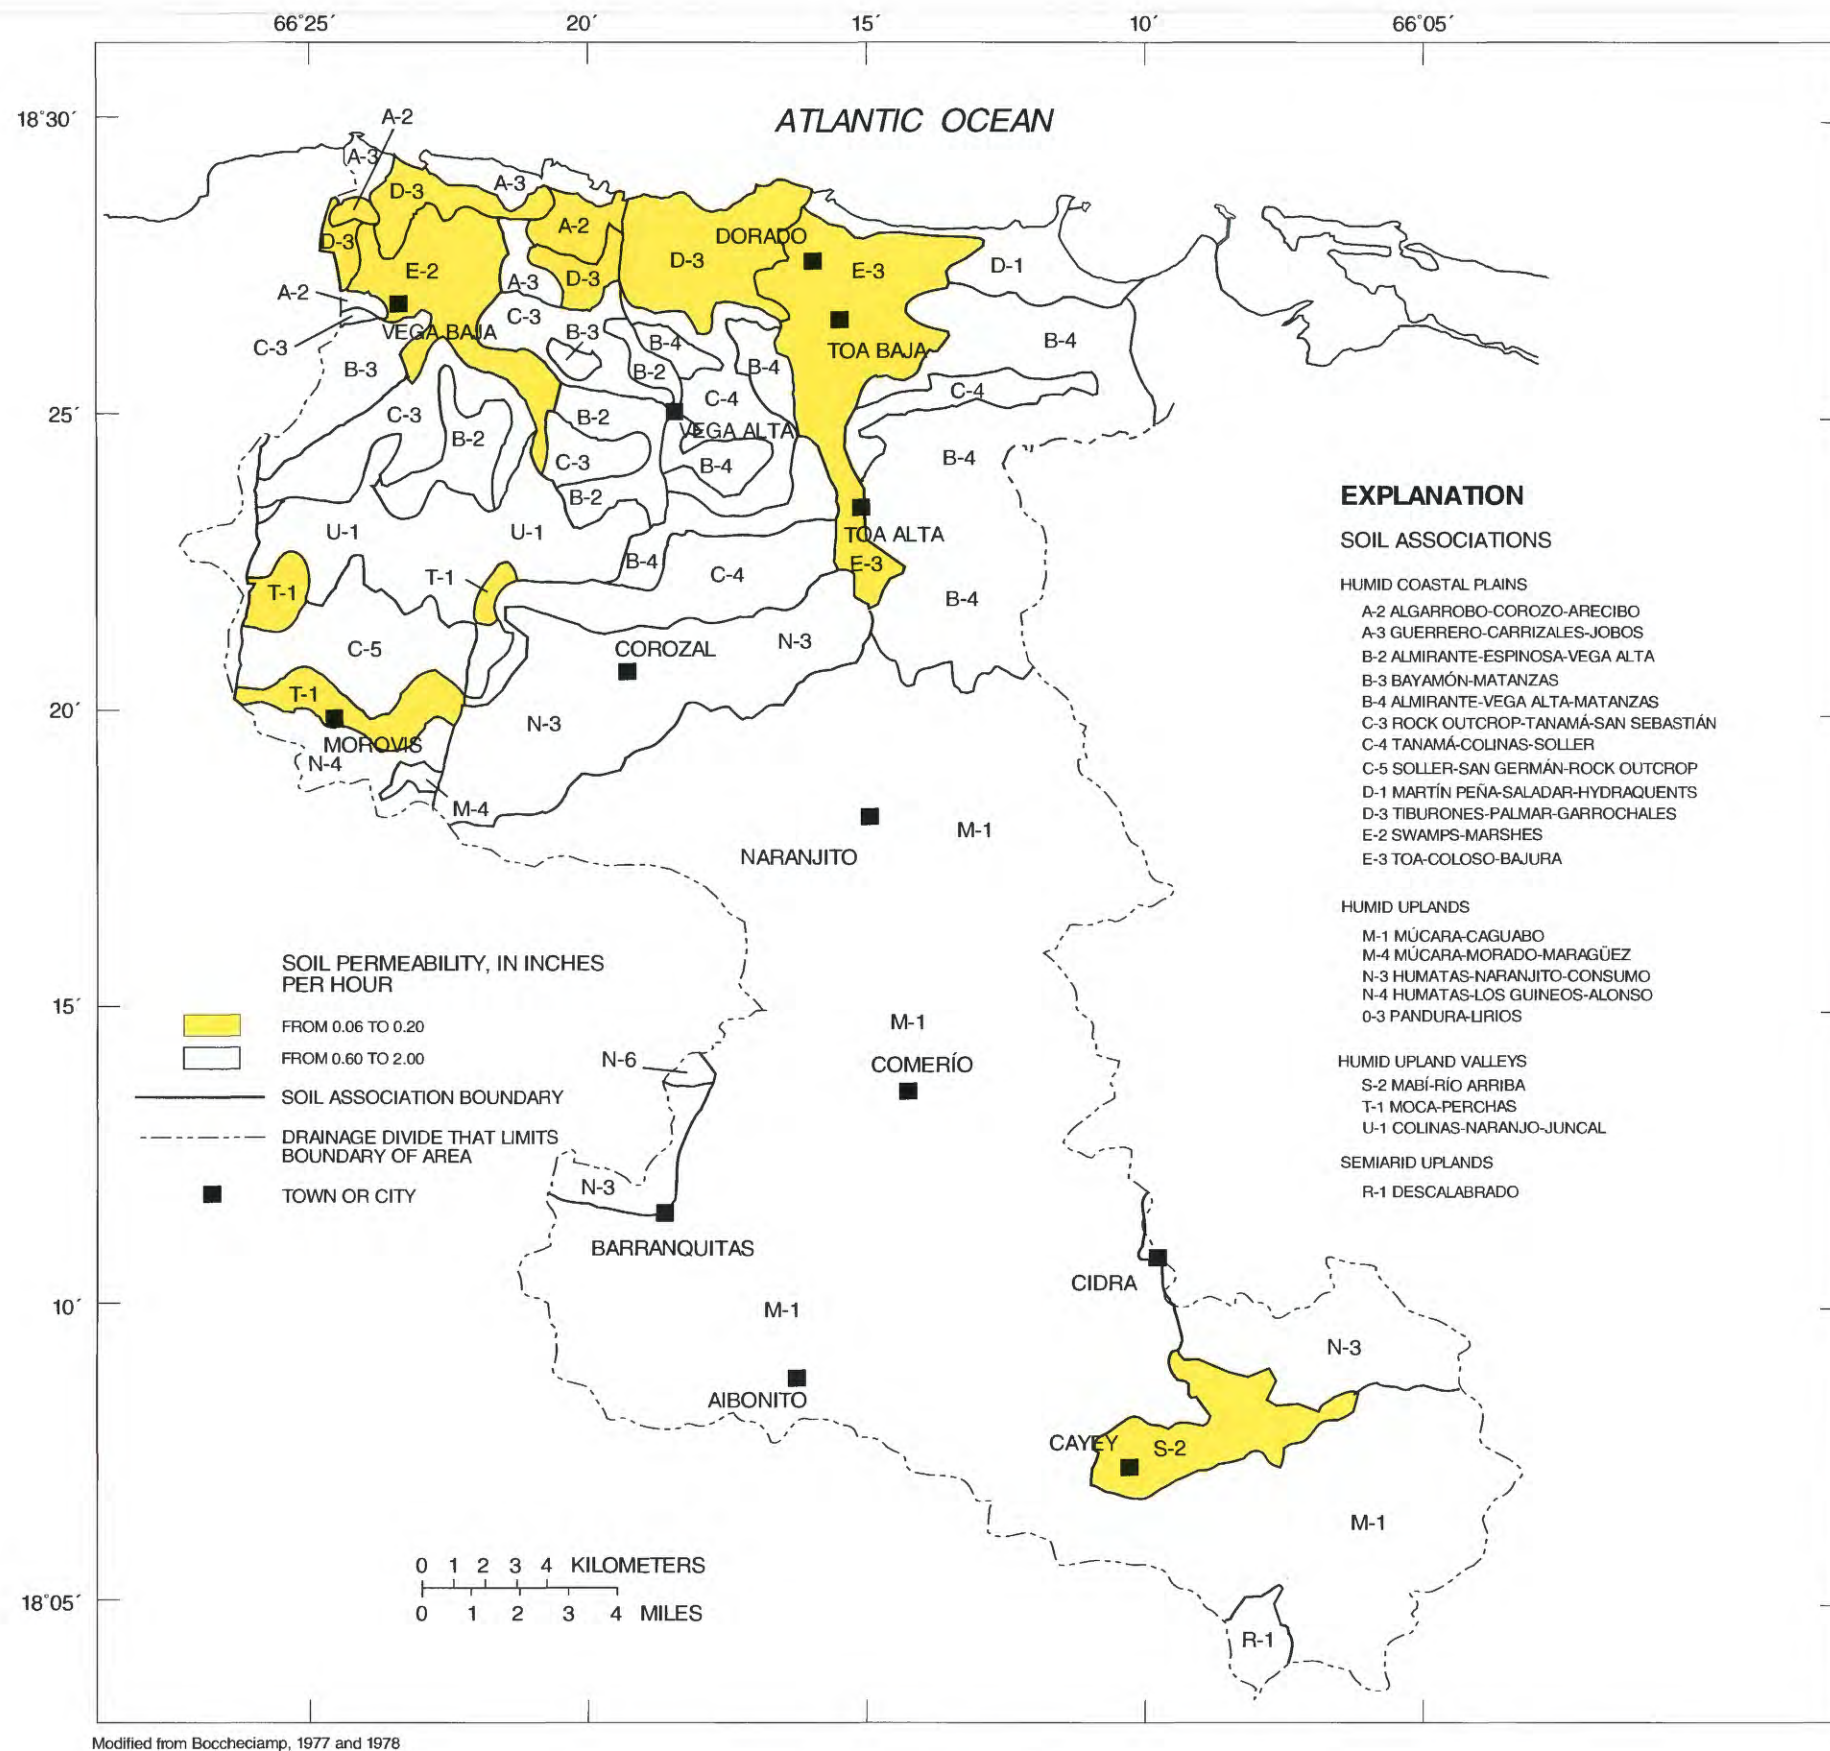 66°25′ 20′ 15′ 10′ 66°05′
18°30′
25′
20′
15′
10′
18°05′
ATLANTIC OCEAN
A-2
A-3
D-3
A-3
A-2
D-3
DORADO
D-3
E-3
D-1
E-2
A-3
D-3
A-2
C-3
B-3
VEGA BAJA
C-3
B-4
B-4
TOA BAJA
B-4
B-3
B-2
C-4
C-4
C-3
B-2
B-2
VEGA ALTA
C-3
B-4
B-4
B-2
U-1
U-1
TOA ALTA
B-4
C-4
E-3
T-1
T-1
B-4
C-5
COROZAL
N-3
T-1
N-3
MOROVIS
N-4
M-4
NARANJITO
M-1
M-1
COMERÍO
N-6
N-3
BARRANQUITAS
CIDRA
M-1
N-3
AIBONITO
CAYEY
S-2
M-1
R-1
EXPLANATION
SOIL ASSOCIATIONS
HUMID COASTAL PLAINS
A-2 ALGARROBO-COROZO-ARECIBO
A-3 GUERRERO-CARRIZALES-JOBOS
B-2 ALMIRANTE-ESPINOSA-VEGA ALTA
B-3 BAYAMÓN-MATANZAS
B-4 ALMIRANTE-VEGA ALTA-MATANZAS
C-3 ROCK OUTCROP-TANAMÁ-SAN SEBASTIÁN
C-4 TANAMÁ-COLINAS-SOLLER
C-5 SOLLER-SAN GERMÁN-ROCK OUTCROP
D-1 MARTÍN PEÑA-SALADAR-HYDRAQUENTS
D-3 TIBURONES-PALMAR-GARROCHALES
E-2 SWAMPS-MARSHES
E-3 TOA-COLOSO-BAJURA
HUMID UPLANDS
M-1 MÚCARA-CAGUABO
M-4 MÚCARA-MORADO-MARAGÜEZ
N-3 HUMATAS-NARANJITO-CONSUMO
N-4 HUMATAS-LOS GUINEOS-ALONSO
0-3 PANDURA-LIRIOS
HUMID UPLAND VALLEYS
S-2 MABÍ-RÍO ARRIBA
T-1 MOCA-PERCHAS
U-1 COLINAS-NARANJO-JUNCAL
SEMIARID UPLANDS
R-1 DESCALABRADO
SOIL PERMEABILITY, IN INCHES
PER HOUR
FROM 0.06 TO 0.20
FROM 0.60 TO 2.00
SOIL ASSOCIATION BOUNDARY
DRAINAGE DIVIDE THAT LIMITS
BOUNDARY OF AREA
TOWN OR CITY
0 1 2 3 4 KILOMETERS
0 1 2 3 4 MILES
Modified from Boccheciamp, 1977 and 1978